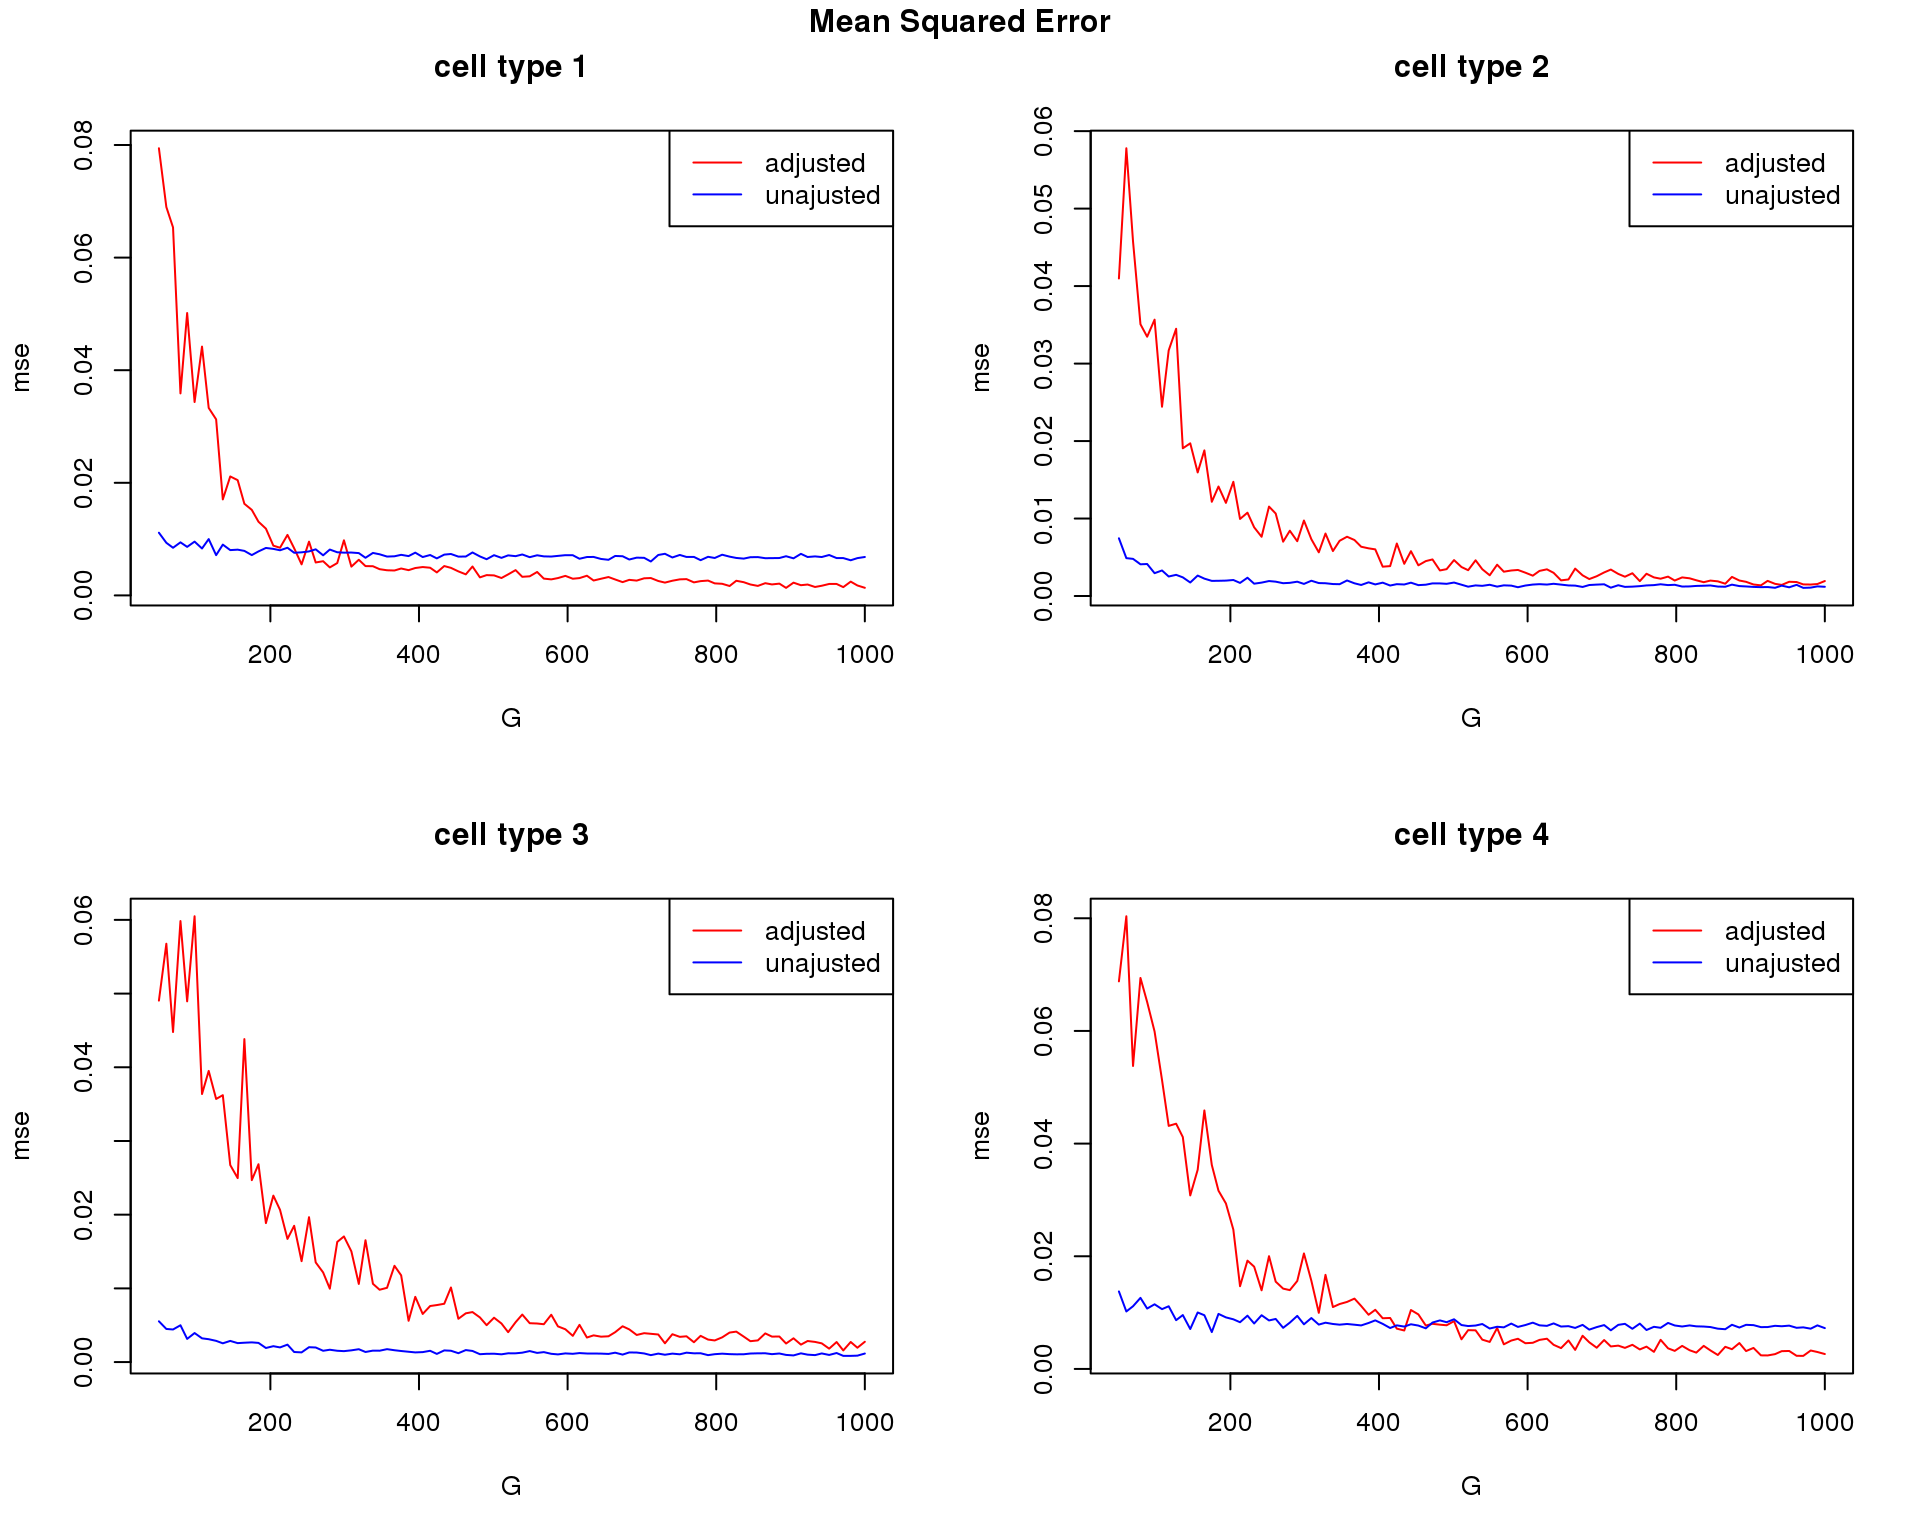 Mean Squared Error
cell type 1
adjusted
unajusted
mse
0.00 0.02 0.04 0.06 0.08
200 400 600 800 1000
G
cell type 2
adjusted
unajusted
mse
0.00 0.01 0.02 0.03 0.04 0.05 0.06
200 400 600 800 1000
G
cell type 3
adjusted
unajusted
mse
0.00 0.02 0.04 0.06
200 400 600 800 1000
G
cell type 4
adjusted
unajusted
mse
0.00 0.02 0.04 0.06 0.08
200 400 600 800 1000
G